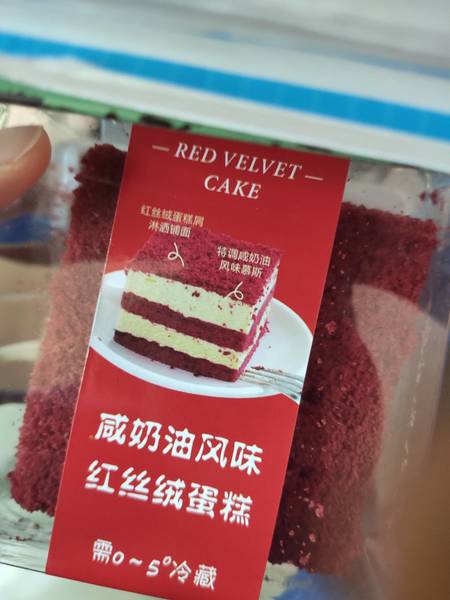 — RED VELVET —
CAKE
红丝绒蛋糕屑
淋洒铺面
特调咸奶油
风味慕斯
咸奶油风味
红丝绒蛋糕
需0~5°冷藏